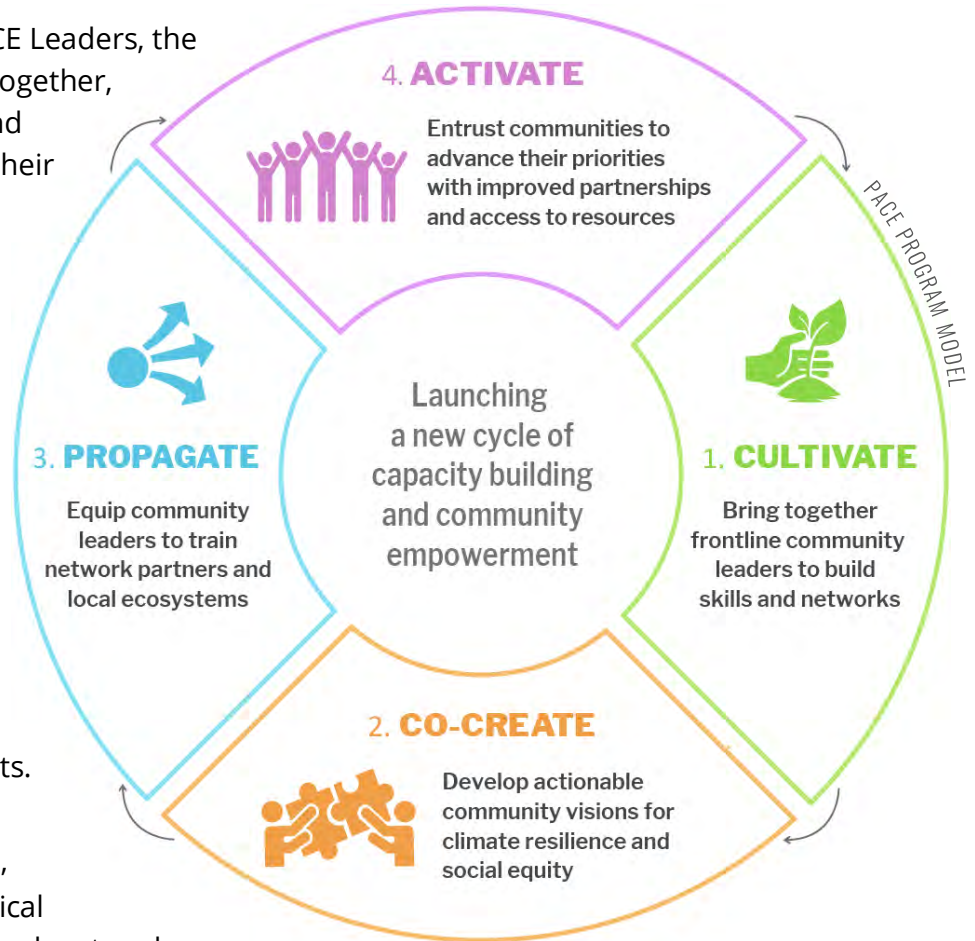 CE Leaders, the
ogether,
nd
heir
4. ACTIVATE
Entrust communities to
advance their priorities
with improved partnerships
and access to resources
PACE PROGRAM MODEL
1. CULTIVATE
Bring together
frontline community
leaders to build
skills and networks
2. CO-CREATE
Develop actionable
community visions for
climate resilience and
social equity
3. PROPAGATE
Equip community
leaders to train
network partners and
local ecosystems
Launching
a new cycle of
capacity building
and community
empowerment
ts.
,
ical